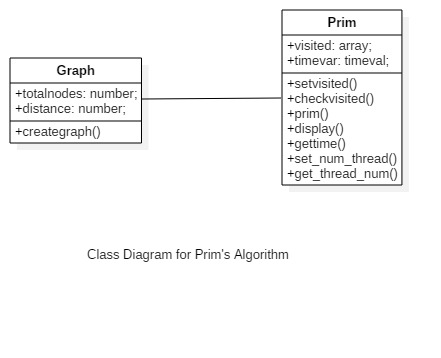 Graph
+totalnodes: number;
+distance: number;
+creategraph()
Prim
+visited: array;
+timevar: timeval;
+setvisited()
+checkvisited()
+prim()
+display()
+gettime()
+set_num_thread()
+get_thread_num()
Class Diagram for Prim's Algorithm